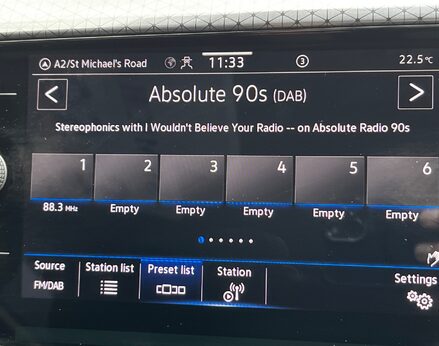 A2/St Michael's Road 11:33 3 22.5°C
< Absolute 90s (DAB) >
Stereophonics with I Wouldn't Believe Your Radio -- on Absolute Radio 90s
1 2 3 4 5 6
88.3 MHz Empty Empty Empty Empty Empty
Source Station list Preset list Station Settings
FM/DAB